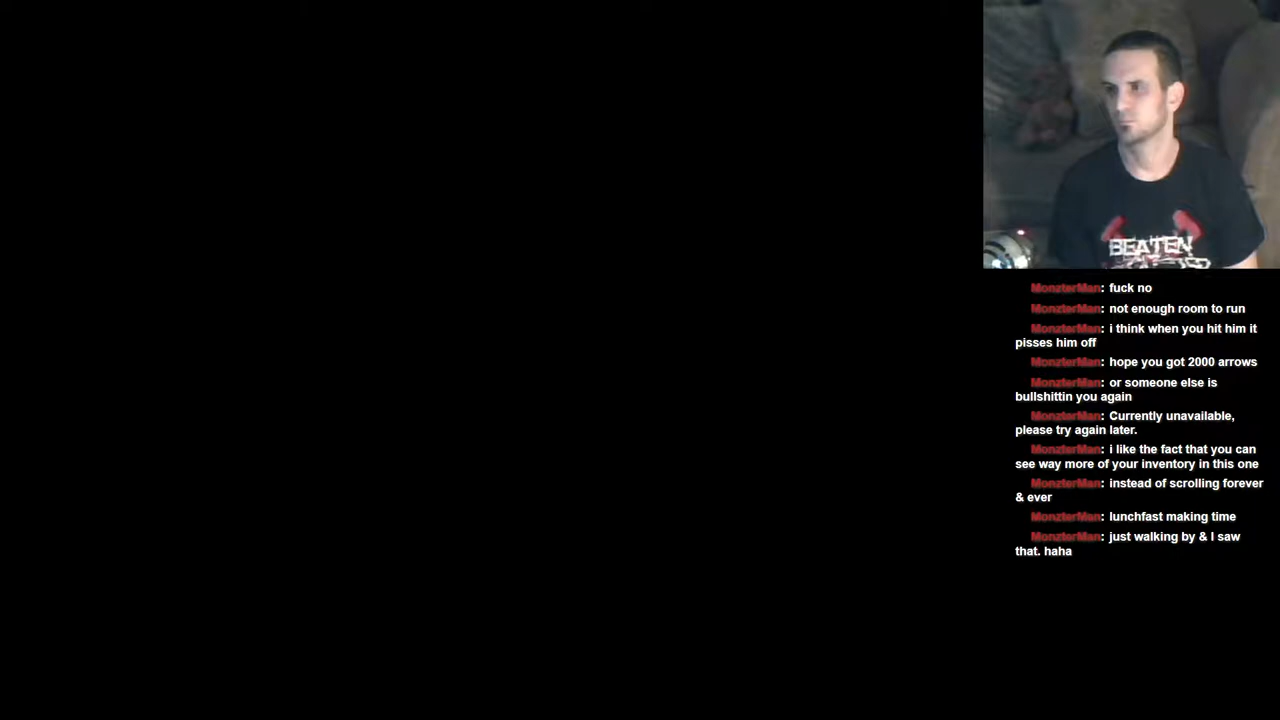 BEATEN
MonzterMan: fuck no
MonzterMan: not enough room to run
MonzterMan: i think when you hit him it
pisses him off
MonzterMan: hope you got 2000 arrows
MonzterMan: or someone else is
bullshittin you again
MonzterMan: Currently unavailable,
please try again later.
MonzterMan: i like the fact that you can
see way more of your inventory in this one
MonzterMan: instead of scrolling forever
& ever
MonzterMan: lunchfast making time
MonzterMan: just walking by & I saw
that. haha